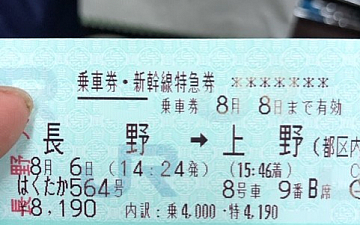 乗車券・新幹線特急券 *******
乗車券 8月 8日まで有効
長 野 → 上 野 (都区内
8月 6日 (14:24発) (15:46着)
はくたか564号 8号車 9番B席
¥8,190 内訳：乗4,000・特4,190